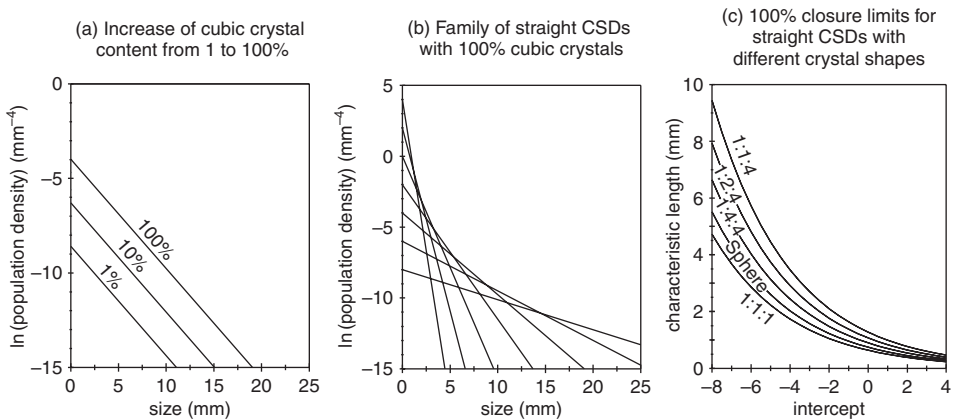 (a) Increase of cubic crystal
content from 1 to 100%
0
–5
–10
–15
ln (population density) (mm⁻⁴)
100%
10%
1%
0 5 10 15 20 25
size (mm)
(b) Family of straight CSDs
with 100% cubic crystals
5
0
–5
–10
–15
ln (population density) (mm⁻⁴)
0 5 10 15 20 25
size (mm)
(c) 100% closure limits for
straight CSDs with
different crystal shapes
10
8
6
4
2
0
characteristic length (mm)
1:1:4
1:2:4
1:4:4
Sphere
1:1:1
–8 –6 –4 –2 0 2 4
intercept